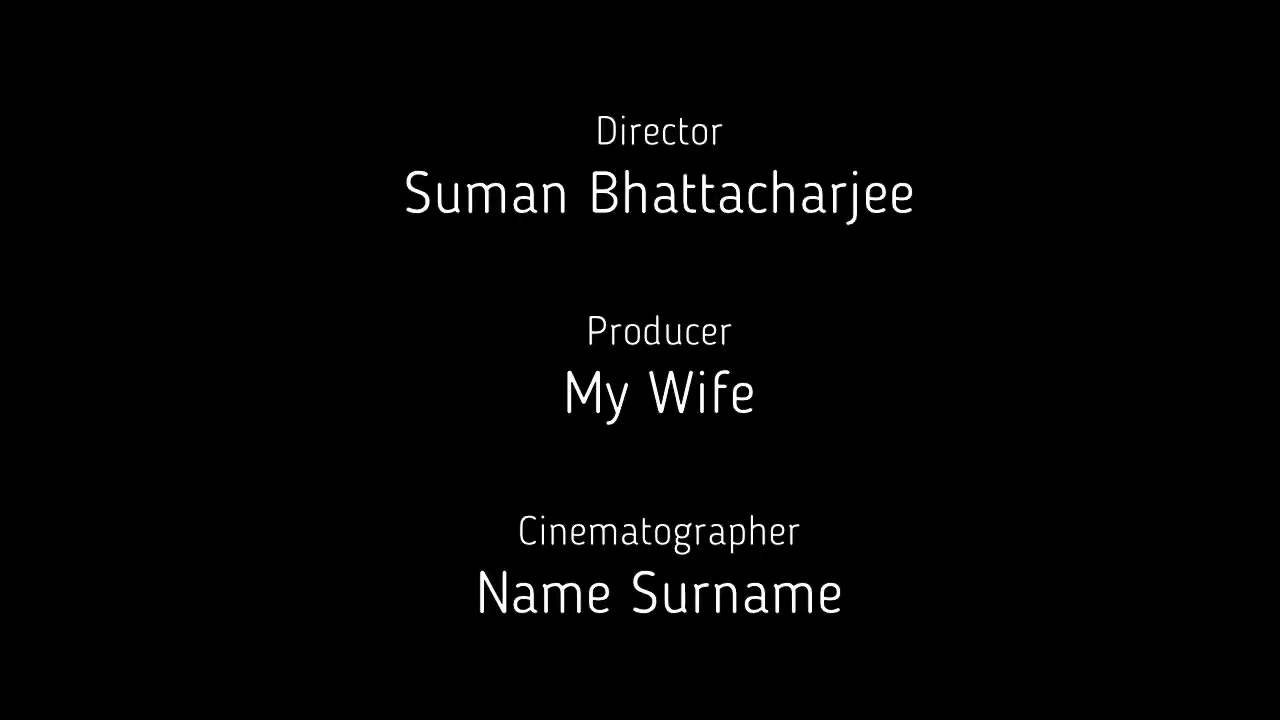 Director
Suman Bhattacharjee
Producer
My Wife
Cinematographer
Name Surname